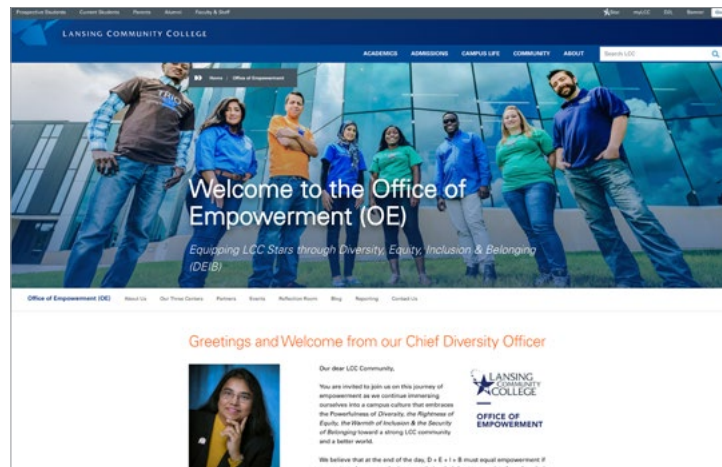 Prospective Students Current Students Parents Alumni Faculty & Staff
Star myLCC D2L Banner
LANSING COMMUNITY COLLEGE
ACADEMICS ADMISSIONS CAMPUS LIFE COMMUNITY ABOUT Search LCC
Home Office of Empowerment
TRIO
Welcome to the Office of
Empowerment (OE)
Equipping LCC Stars through Diversity, Equity, Inclusion & Belonging
(DEIB)
Office of Empowerment (OE) About Us Our Three Centers Partners Events Reflection Room Blog Reporting Contact Us
Greetings and Welcome from our Chief Diversity Officer
Our dear LCC Community,
You are invited to join us on this journey of
empowerment as we continue immersing
ourselves into a campus culture that embraces
the Powerfulness of Diversity, the Rightness of
Equity, the Warmth of Inclusion & the Security
of Belonging toward a strong LCC community
and a better world.
We believe that at the end of the day, D + E + I + B must equal empowerment if
LANSING
COMMUNITY
COLLEGE
OFFICE OF
EMPOWERMENT